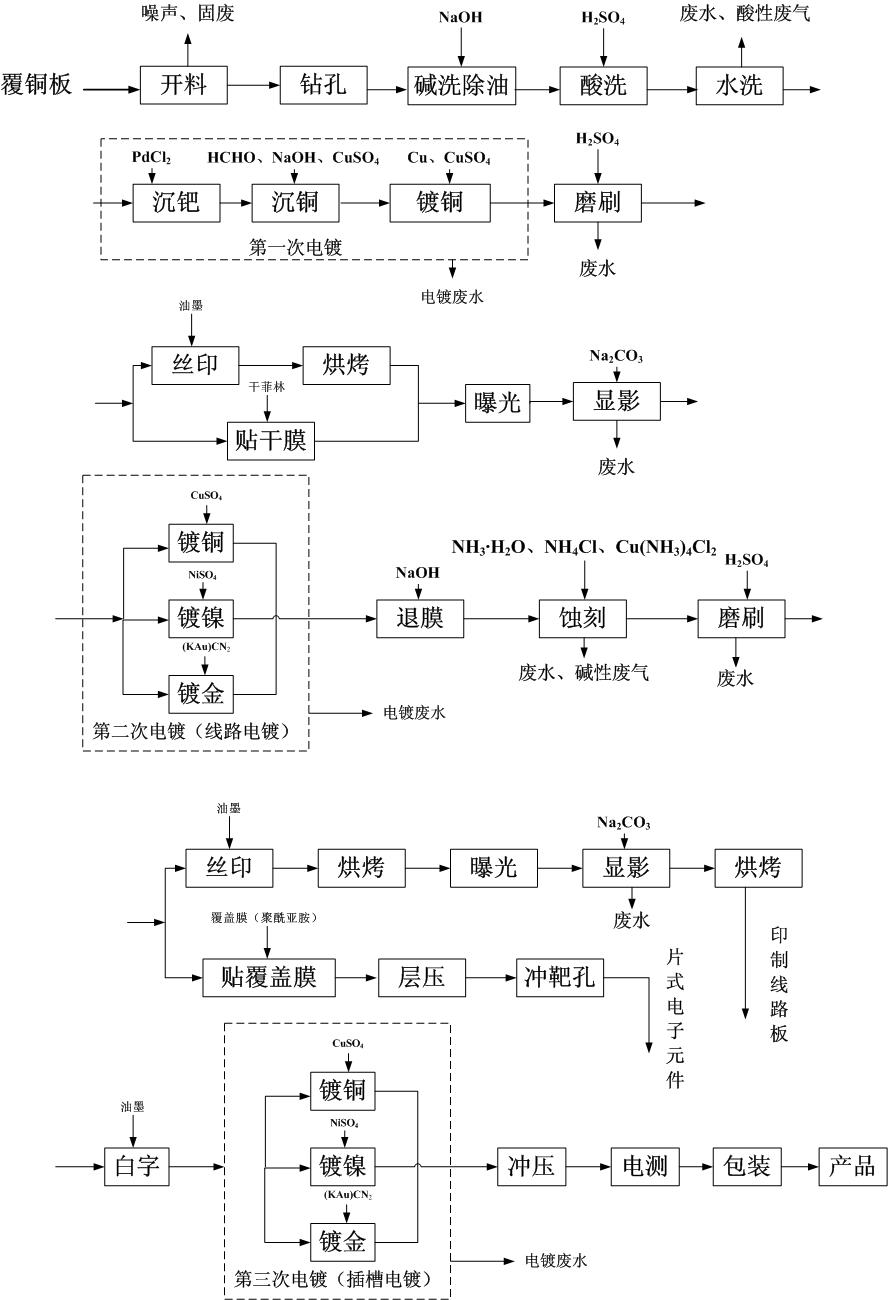 噪声、固废
NaOH
H₂SO₄
废水、酸性废气
覆铜板
开料
钻孔
碱洗除油
酸洗
水洗
PdCl₂
HCHO、NaOH、CuSO₄
Cu、CuSO₄
H₂SO₄
沉钯
沉铜
镀铜
磨刷
第一次电镀
废水
电镀废水
油墨
丝印
烘烤
干菲林
贴干膜
曝光
Na₂CO₃
显影
废水
CuSO₄
镀铜
NiSO₄
镀镍
(KAu)CN₂
镀金
第二次电镀（线路电镀）
电镀废水
NaOH
退膜
NH₃·H₂O、NH₄Cl、Cu(NH₃)₄Cl₂
蚀刻
废水、碱性废气
H₂SO₄
磨刷
废水
油墨
丝印
烘烤
曝光
Na₂CO₃
显影
废水
烘烤
覆盖膜（聚酰亚胺）
贴覆盖膜
层压
冲靶孔
片式电子元件
印制线路板
油墨
白字
CuSO₄
镀铜
NiSO₄
镀镍
(KAu)CN₂
镀金
第三次电镀（插槽电镀）
电镀废水
冲压
电测
包装
产品